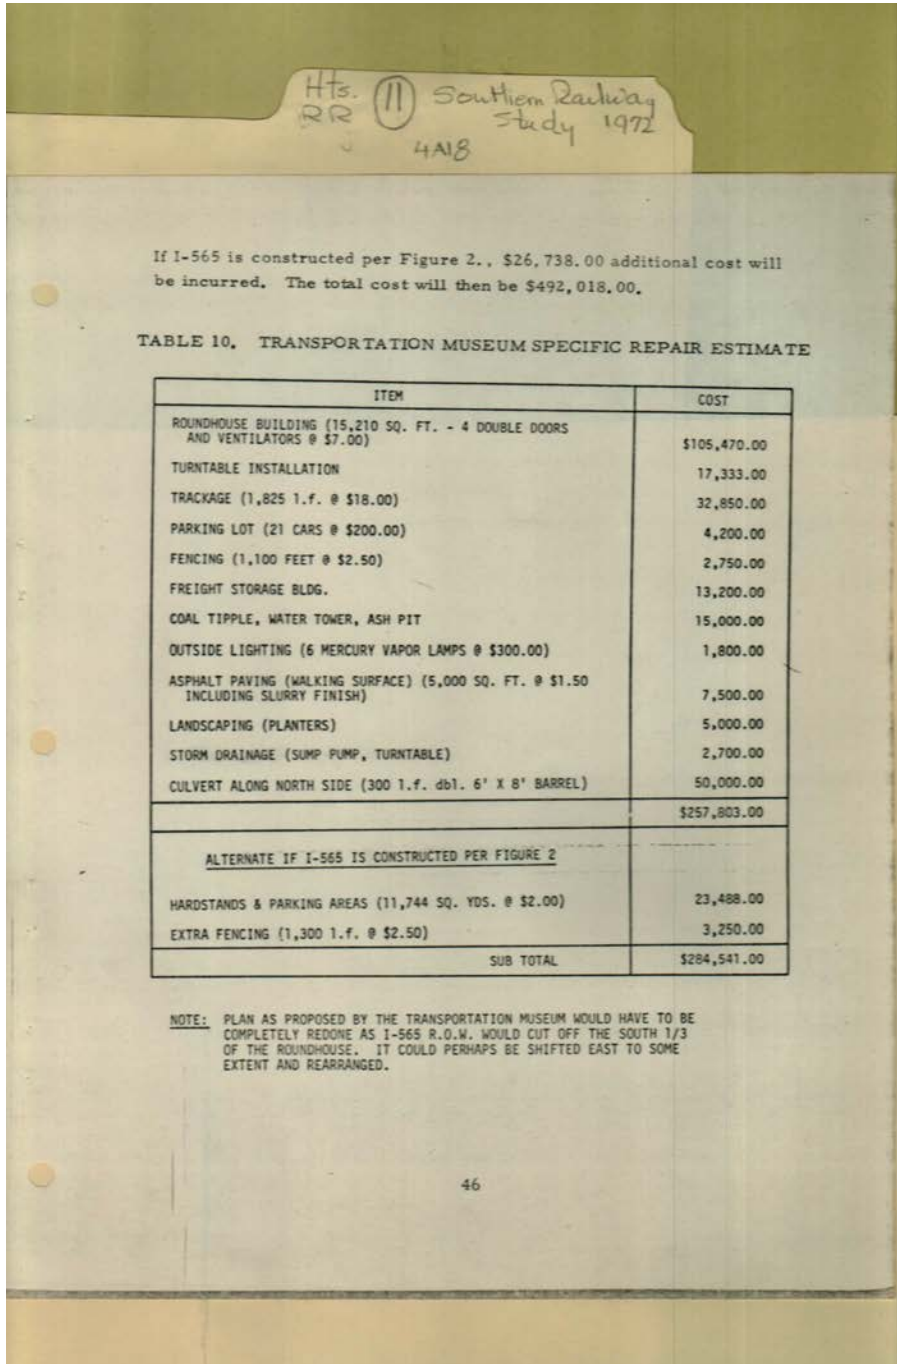 Hts. 11 Southern Railway
RR Study 1972
4A18
If I-565 is constructed per Figure 2., $26,738.00 additional cost will
be incurred. The total cost will then be $492,018.00.
TABLE 10. TRANSPORTATION MUSEUM SPECIFIC REPAIR ESTIMATE
ITEM COST
ROUNDHOUSE BUILDING (15,210 SQ. FT. - 4 DOUBLE DOORS
AND VENTILATORS @ $7.00) $105,470.00
TURNTABLE INSTALLATION 17,333.00
TRACKAGE (1,825 l.f. @ $18.00) 32,850.00
PARKING LOT (21 CARS @ $200.00) 4,200.00
FENCING (1,100 FEET @ $2.50) 2,750.00
FREIGHT STORAGE BLDG. 13,200.00
COAL TIPPLE, WATER TOWER, ASH PIT 15,000.00
OUTSIDE LIGHTING (6 MERCURY VAPOR LAMPS @ $300.00) 1,800.00
ASPHALT PAVING (WALKING SURFACE) (5,000 SQ. FT. @ $1.50
INCLUDING SLURRY FINISH) 7,500.00
LANDSCAPING (PLANTERS) 5,000.00
STORM DRAINAGE (SUMP PUMP, TURNTABLE) 2,700.00
CULVERT ALONG NORTH SIDE (300 l.f. dbl. 6' X 8' BARREL) 50,000.00
$257,803.00
ALTERNATE IF I-565 IS CONSTRUCTED PER FIGURE 2
HARDSTANDS & PARKING AREAS (11,744 SQ. YDS. @ $2.00) 23,488.00
EXTRA FENCING (1,300 l.f. @ $2.50) 3,250.00
SUB TOTAL $284,541.00
NOTE: PLAN AS PROPOSED BY THE TRANSPORTATION MUSEUM WOULD HAVE TO BE
COMPLETELY REDONE AS I-565 R.O.W. WOULD CUT OFF THE SOUTH 1/3
OF THE ROUNDHOUSE. IT COULD PERHAPS BE SHIFTED EAST TO SOME
EXTENT AND REARRANGED.
46